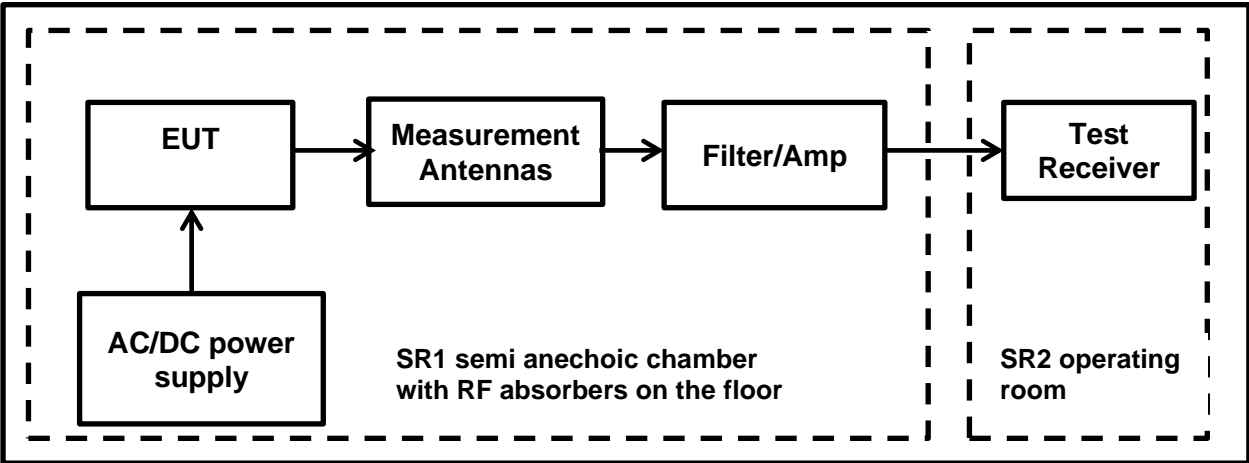 EUT
Measurement
Antennas
Filter/Amp
Test
Receiver
AC/DC power
supply
SR1 semi anechoic chamber
with RF absorbers on the floor
SR2 operating
room